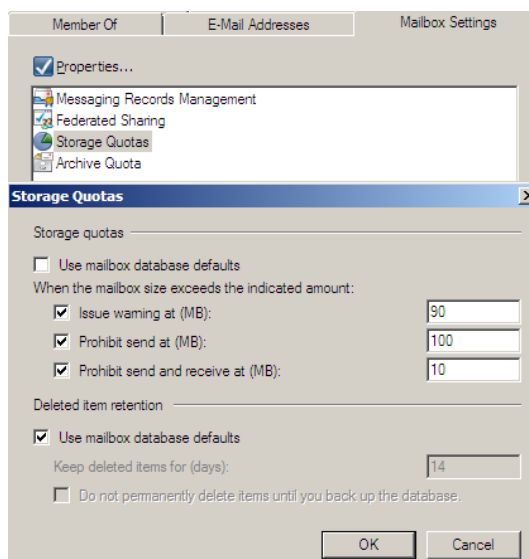 Member Of E-Mail Addresses Mailbox Settings
Properties...
Messaging Records Management
Federated Sharing
Storage Quotas
Archive Quota
Storage Quotas
Storage quotas
Use mailbox database defaults
When the mailbox size exceeds the indicated amount:
Issue warning at (MB): 90
Prohibit send at (MB): 100
Prohibit send and receive at (MB): 10
Deleted item retention
Use mailbox database defaults
Keep deleted items for (days): 14
Do not permanently delete items until you back up the database.
OK Cancel